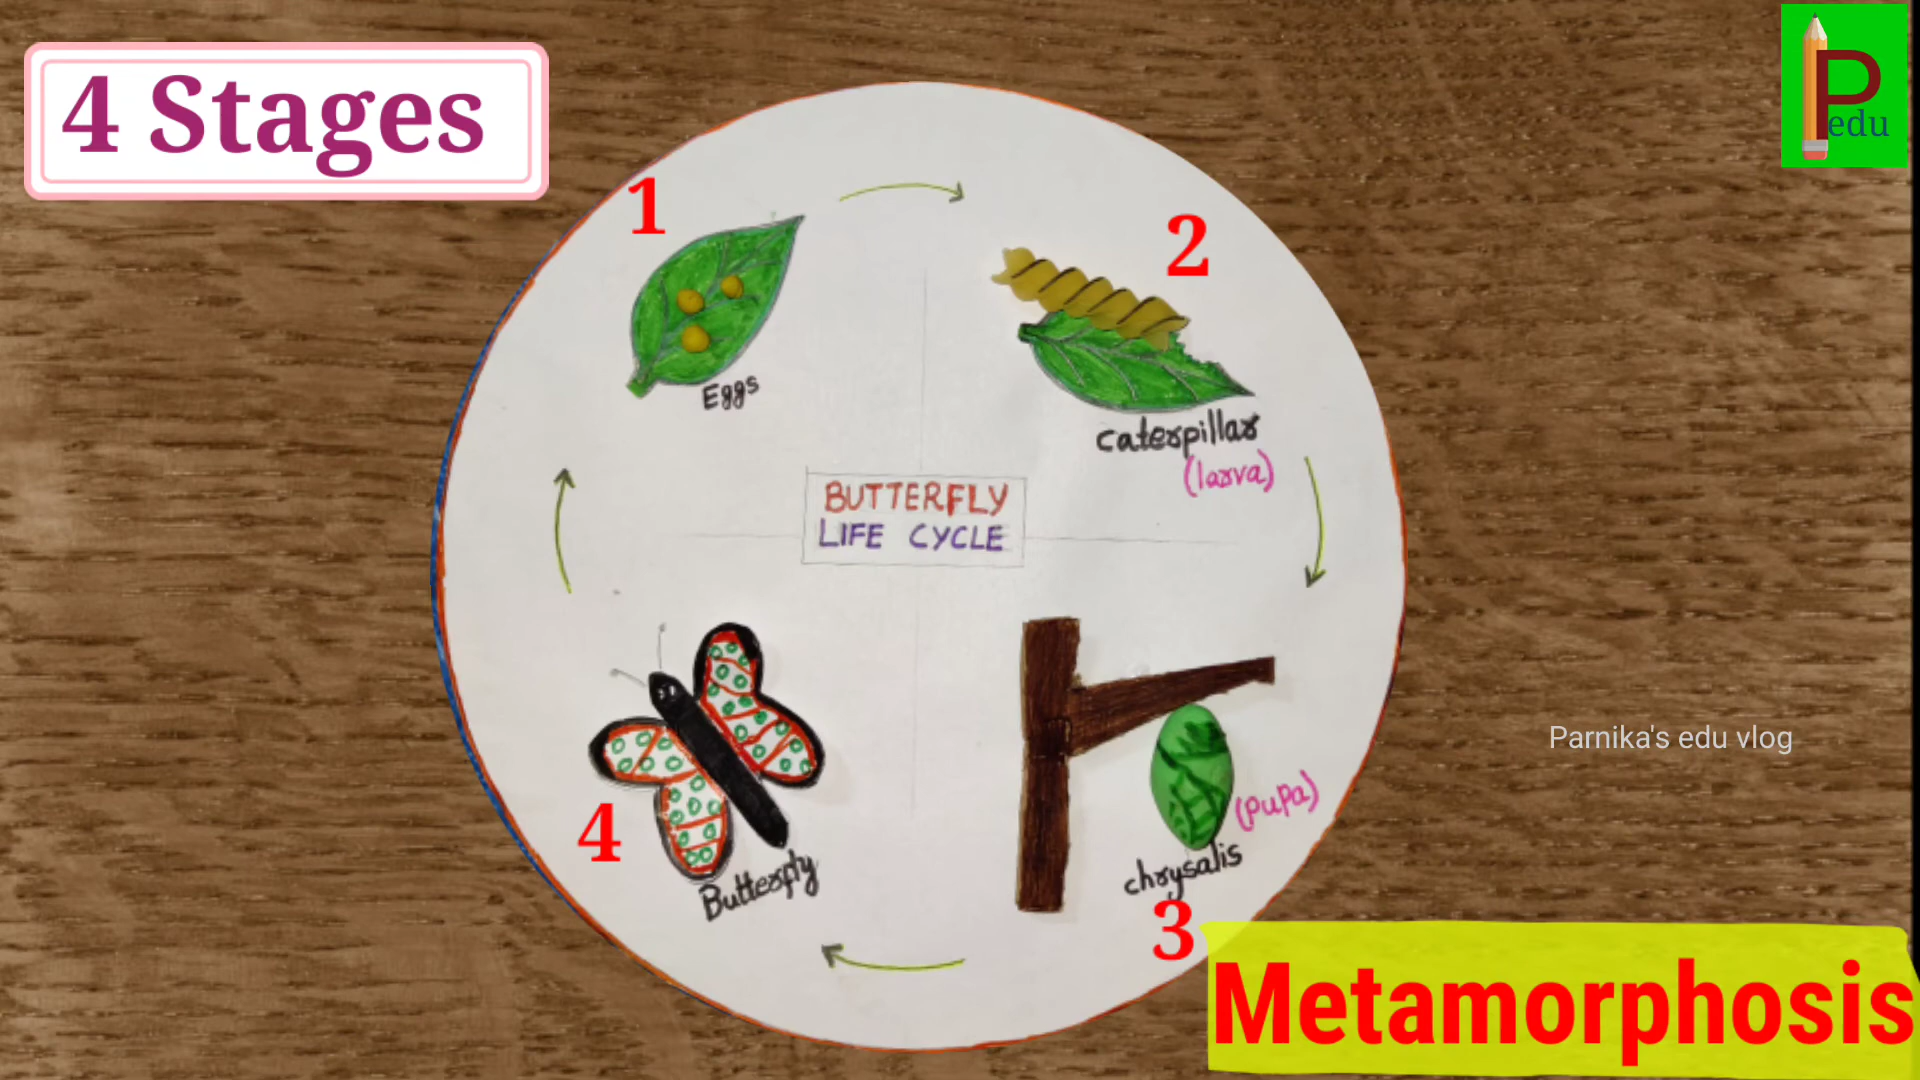 4 Stages
P
edu
1
2
Eggs
caterpillar
(larva)
BUTTERFLY
LIFE CYCLE
Parnika's edu vlog
(pupa)
4
Butterfly
chrysalis
3
Metamorphosis